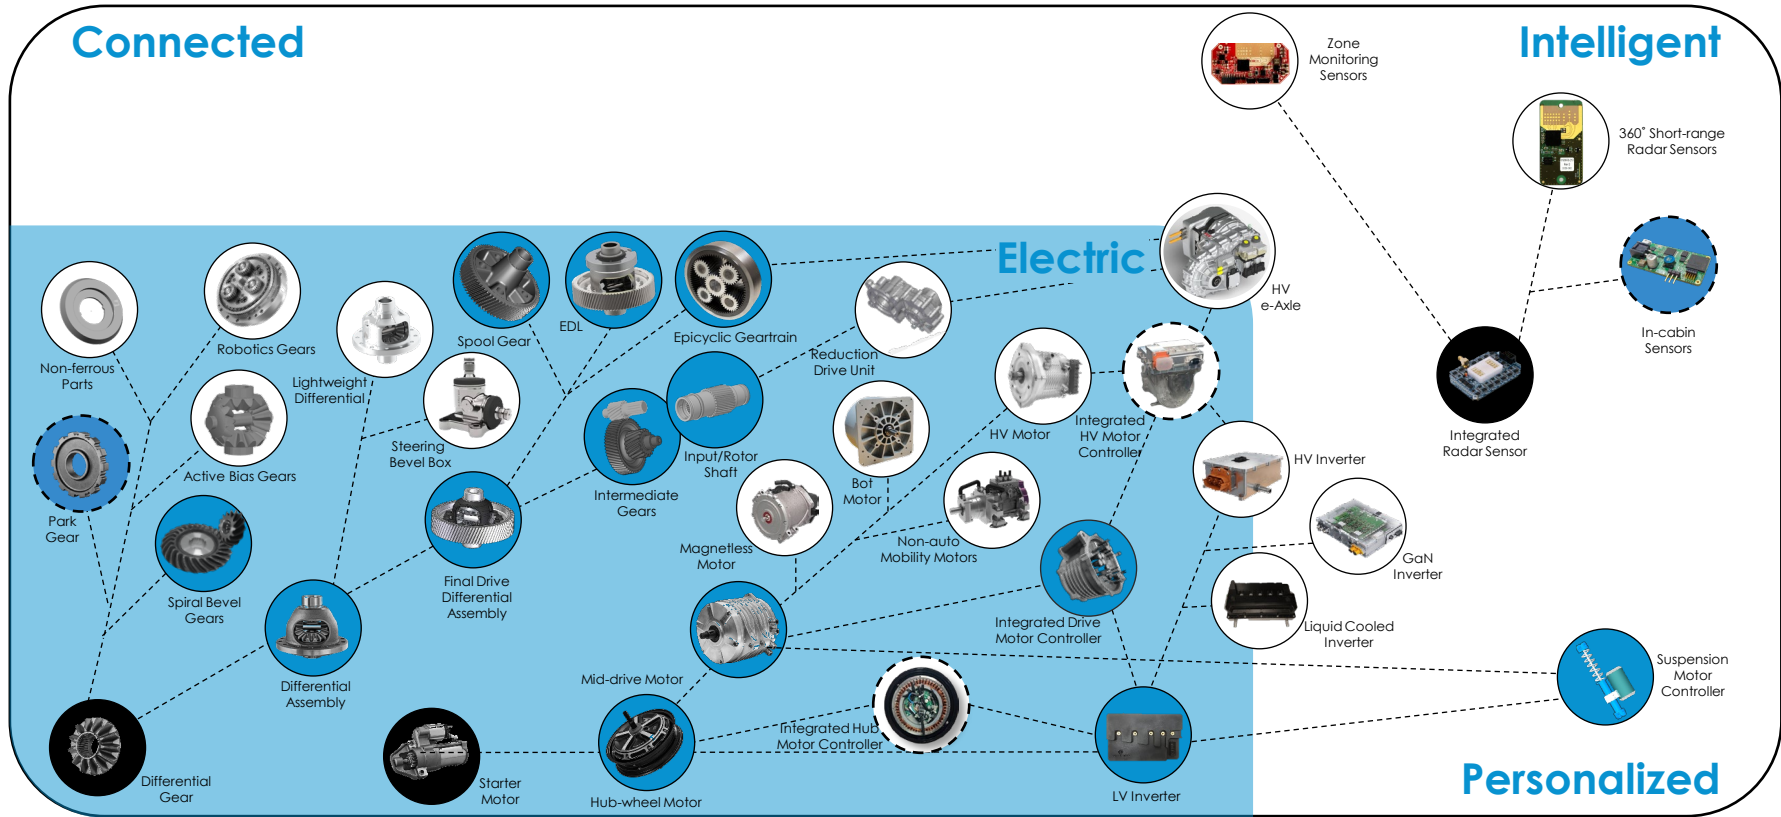 Connected
Intelligent
Zone
Monitoring
Sensors
360° Short-range
Radar Sensors
Electric
HV
e-Axle
In-cabin
Sensors
Integrated
Radar Sensor
Non-ferrous
Parts
Robotics Gears
Lightweight
Differential
Spool Gear
EDL
Epicyclic Geartrain
Reduction
Drive Unit
Steering
Bevel Box
Active Bias Gears
Park
Gear
Spiral Bevel
Gears
Intermediate
Gears
Input/Rotor
Shaft
Bot
Motor
HV Motor
Integrated
HV Motor
Controller
HV Inverter
Magnetless
Motor
Non-auto
Mobility Motors
GaN
Inverter
Final Drive
Differential
Assembly
Integrated Drive
Motor Controller
Liquid Cooled
Inverter
Differential
Assembly
Mid-drive Motor
Suspension
Motor
Controller
Integrated Hub
Motor Controller
Differential
Gear
Starter
Motor
Hub-wheel Motor
LV Inverter
Personalized